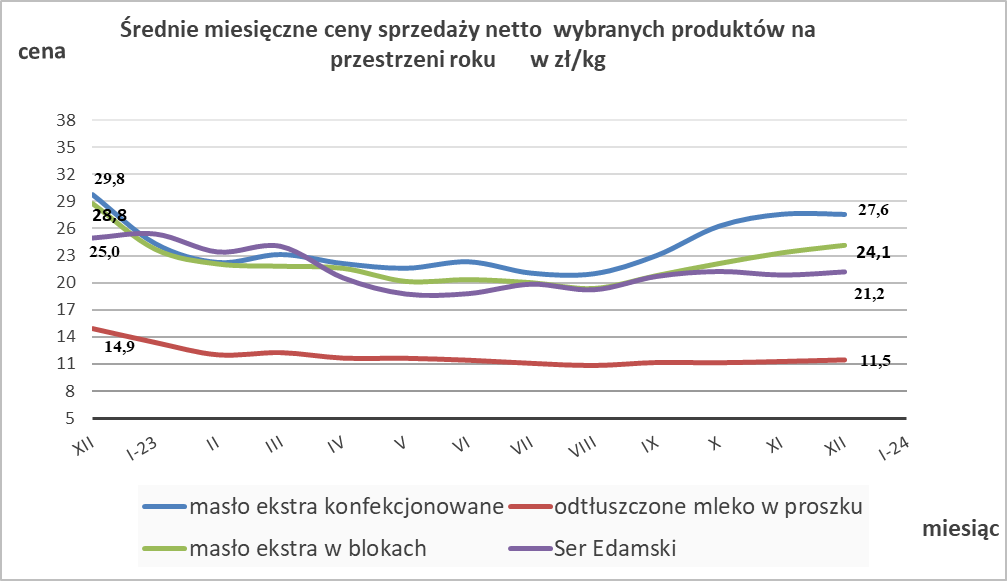 Średnie miesięczne ceny sprzedaży netto wybranych produktów na
przestrzeni roku w zł/kg
cena
38
35
32
29
26
23
20
17
14
11
8
5
29,8
28,8
25,0
14,9
27,6
24,1
21,2
11,5
XII
I-23
II
III
IV
V
VI
VII
VIII
IX
X
XI
XII
I-24
masło ekstra konfekcjonowane
odtłuszczone mleko w proszku
masło ekstra w blokach
Ser Edamski
miesiąc